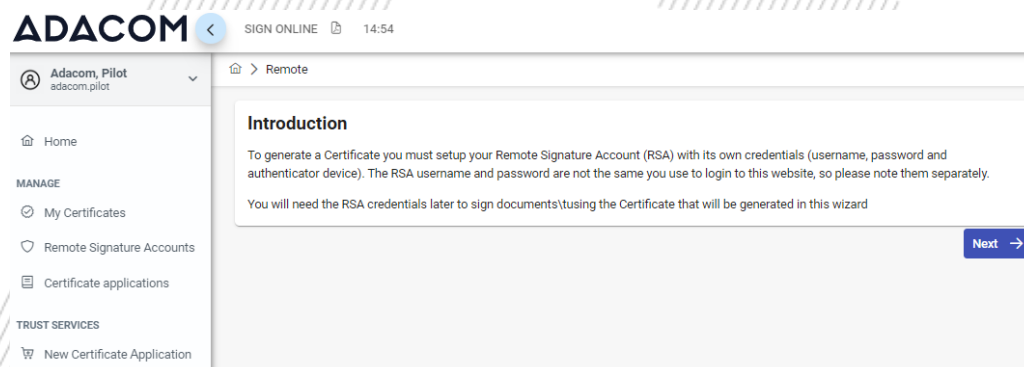 ADACOM
SIGN ONLINE 14:54
Adacom, Pilot
adacom.pilot
Home
MANAGE
My Certificates
Remote Signature Accounts
Certificate applications
TRUST SERVICES
New Certificate Application
Remote
Introduction
To generate a Certificate you must setup your Remote Signature Account (RSA) with its own credentials (username, password and
authenticator device). The RSA username and password are not the same you use to login to this website, so please note them separately.
You will need the RSA credentials later to sign documents\tusing the Certificate that will be generated in this wizard
Next